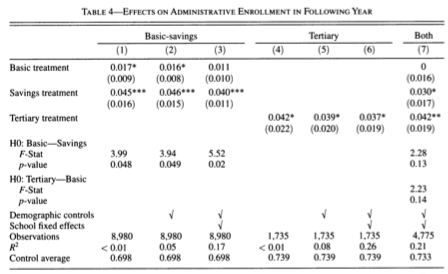 TABLE 4—EFFECTS ON ADMINISTRATIVE ENROLLMENT IN FOLLOWING YEAR
Basic-savings Tertiary Both
(1) (2) (3) (4) (5) (6) (7)
Basic treatment 0.017* 0.016* 0.011 0
(0.009) (0.008) (0.010) (0.016)
Savings treatment 0.045*** 0.046*** 0.040*** 0.030*
(0.016) (0.015) (0.011) (0.017)
Tertiary treatment 0.042* 0.039* 0.037* 0.042**
(0.022) (0.020) (0.019) (0.019)
H0: Basic—Savings
F-Stat 3.99 3.94 5.52 2.28
p-value 0.048 0.049 0.02 0.13
H0: Tertiary—Basic
F-Stat 2.23
p-value 0.14
Demographic controls √ √ √ √ √
School fixed effects √ √ √
Observations 8,980 8,980 8,980 1,735 1,735 1,735 4,775
R² <0.01 0.05 0.17 <0.01 0.08 0.26 0.21
Control average 0.698 0.698 0.698 0.739 0.739 0.739 0.733